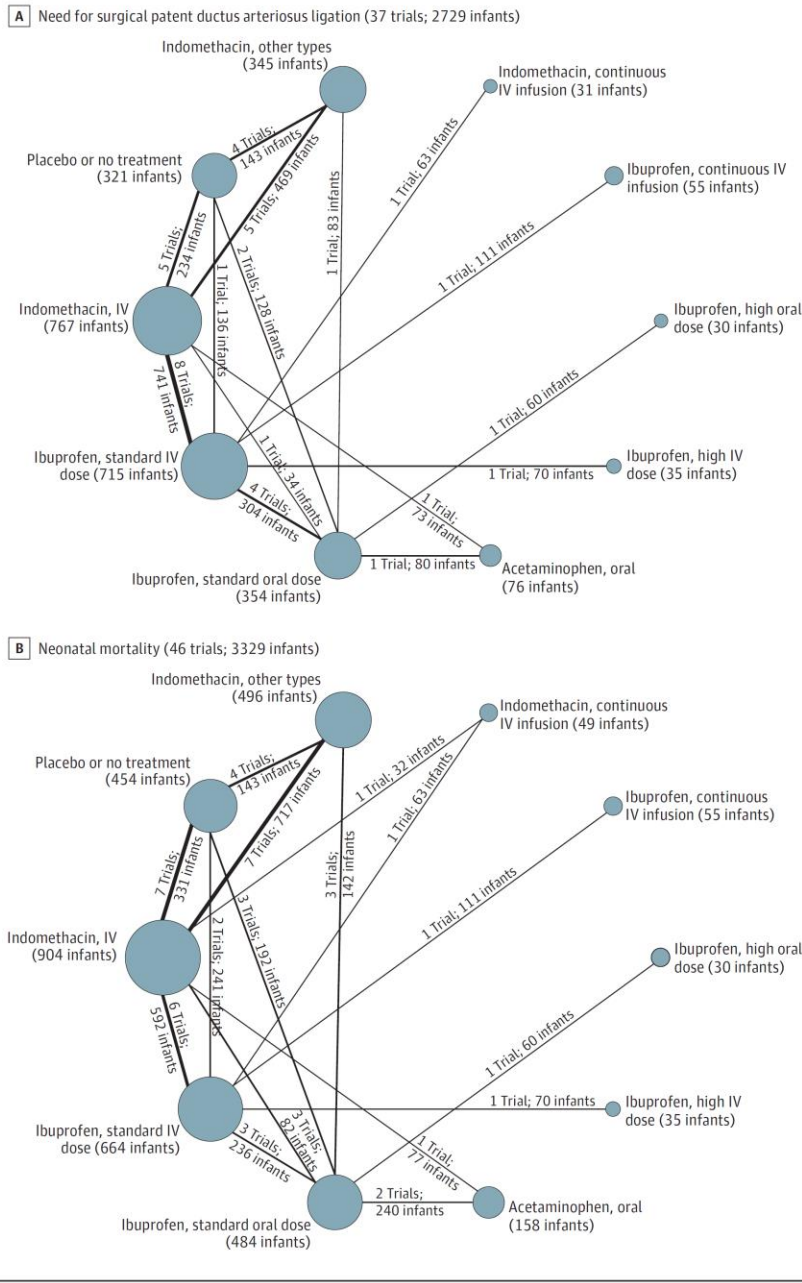 A Need for surgical patent ductus arteriosus ligation (37 trials; 2729 infants)
Indomethacin, other types
(345 infants)
Indomethacin, continuous
IV infusion (31 infants)
4 Trials;
143 infants
Placebo or no treatment
(321 infants)
5 Trials; 469 infants
1 Trial; 83 infants
1 Trial; 63 infants
Ibuprofen, continuous IV
infusion (55 infants)
5 Trials;
234 infants
1 Trial; 136 infants
2 Trials; 128 infants
1 Trial; 111 infants
Indomethacin, IV
(767 infants)
Ibuprofen, high oral
dose (30 infants)
8 Trials;
741 infants
1 Trial; 60 infants
Ibuprofen, standard IV
dose (715 infants)
1 Trial; 34 infants
1 Trial; 70 infants
Ibuprofen, high IV
dose (35 infants)
4 Trials;
304 infants
1 Trial;
73 infants
1 Trial; 80 infants
Ibuprofen, standard oral dose
(354 infants)
Acetaminophen, oral
(76 infants)
B Neonatal mortality (46 trials; 3329 infants)
Indomethacin, other types
(496 infants)
Indomethacin, continuous
IV infusion (49 infants)
4 Trials;
143 infants
Placebo or no treatment
(454 infants)
7 Trials; 717 infants
1 Trial; 32 infants
1 Trial; 63 infants
Ibuprofen, continuous
IV infusion (55 infants)
7 Trials;
331 infants
3 Trials;
142 infants
2 Trials; 241 infants
3 Trials; 192 infants
1 Trial; 111 infants
Indomethacin, IV
(904 infants)
Ibuprofen, high oral
dose (30 infants)
6 Trials;
592 infants
1 Trial; 60 infants
Ibuprofen, standard IV
dose (664 infants)
1 Trial; 70 infants
Ibuprofen, high IV
dose (35 infants)
3 Trials;
236 infants
3 Trials;
82 infants
1 Trial;
77 infants
2 Trials;
240 infants
Ibuprofen, standard oral dose
(484 infants)
Acetaminophen, oral
(158 infants)